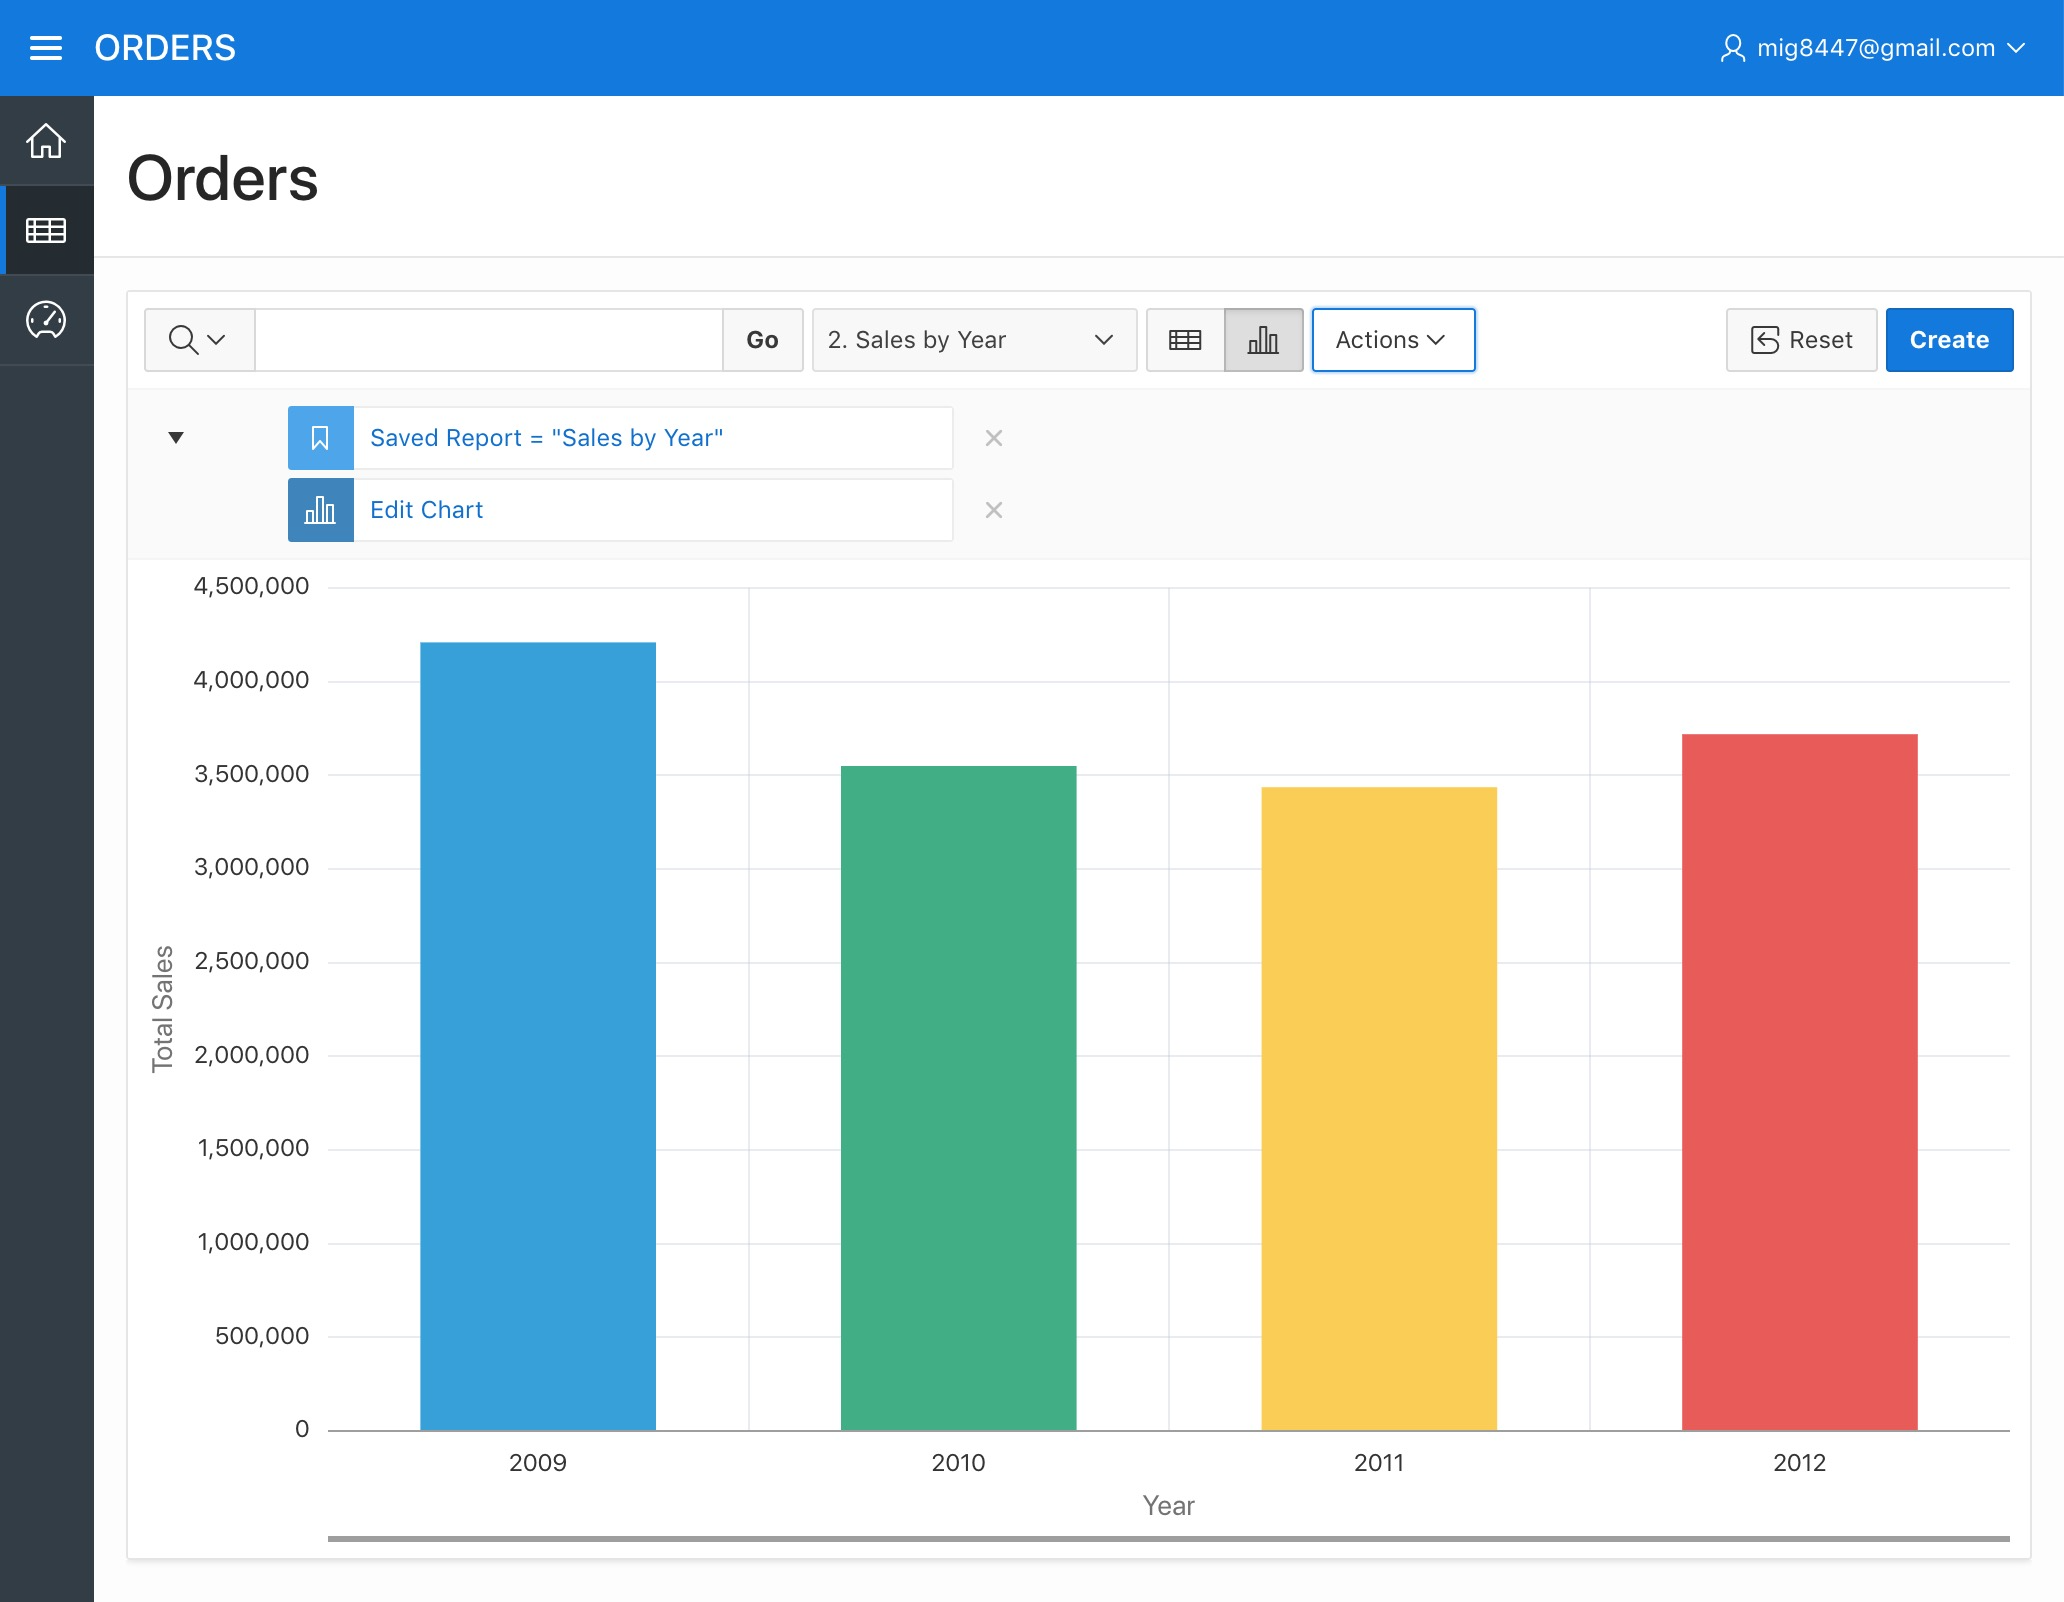 ORDERS
mig8447@gmail.com
Orders
Go
2. Sales by Year
Actions
Reset
Create
Saved Report = "Sales by Year"
Edit Chart
4,500,000
4,000,000
3,500,000
3,000,000
2,500,000
2,000,000
1,500,000
1,000,000
500,000
0
Total Sales
2009
2010
2011
2012
Year